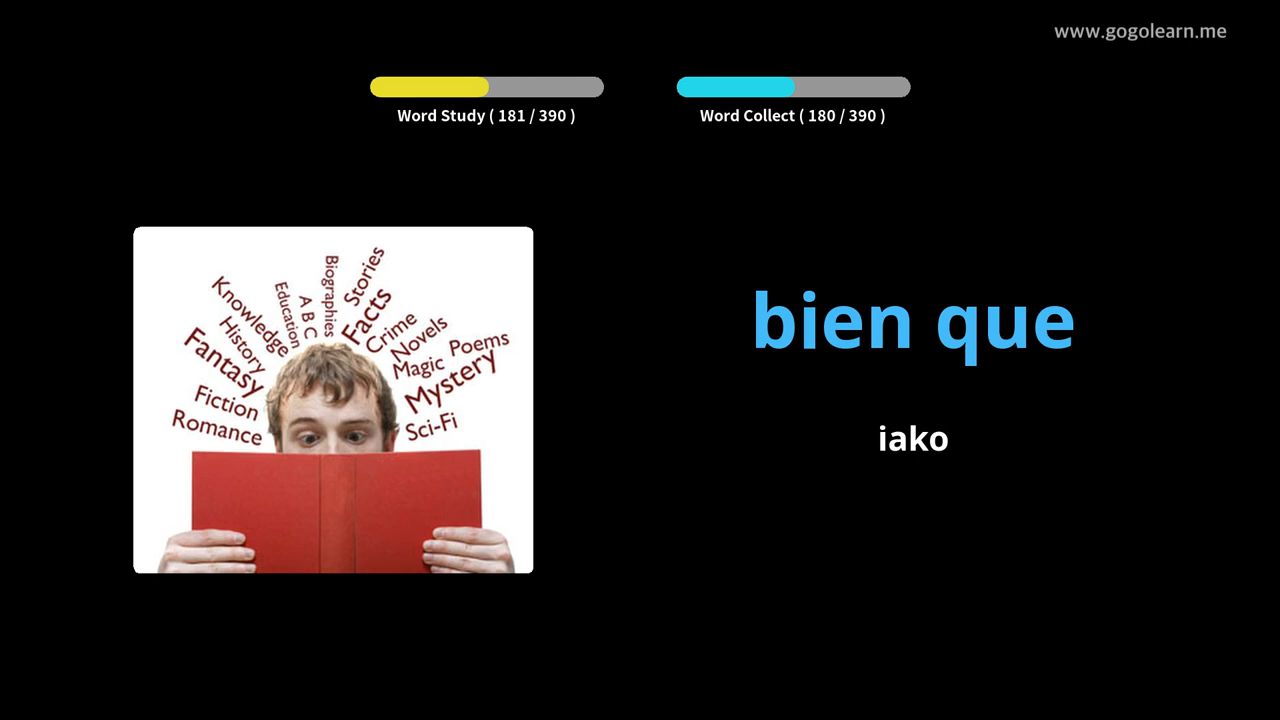 www.gogolearn.me
Word Study ( 181 / 390 )
Word Collect ( 180 / 390 )
bien que
iako
Knowledge
Education
A B C
Biographies
Stories
Facts
Crime
Novels
Poems
Magic
Mystery
Sci-Fi
History
Fantasy
Fiction
Romance